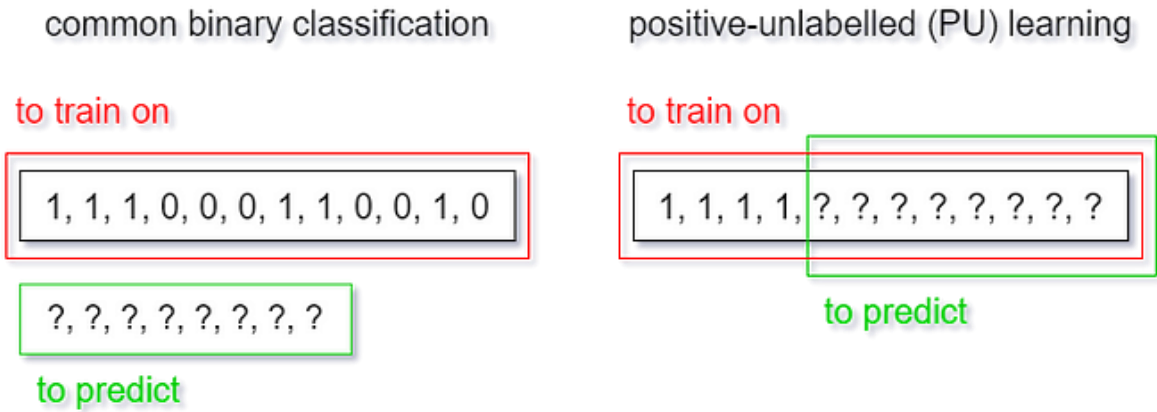 common binary classification
to train on
1, 1, 1, 0, 0, 0, 1, 1, 0, 0, 1, 0
?, ?, ?, ?, ?, ?, ?, ?
to predict
positive-unlabelled (PU) learning
to train on
1, 1, 1, 1, ?, ?, ?, ?, ?, ?, ?, ?
to predict